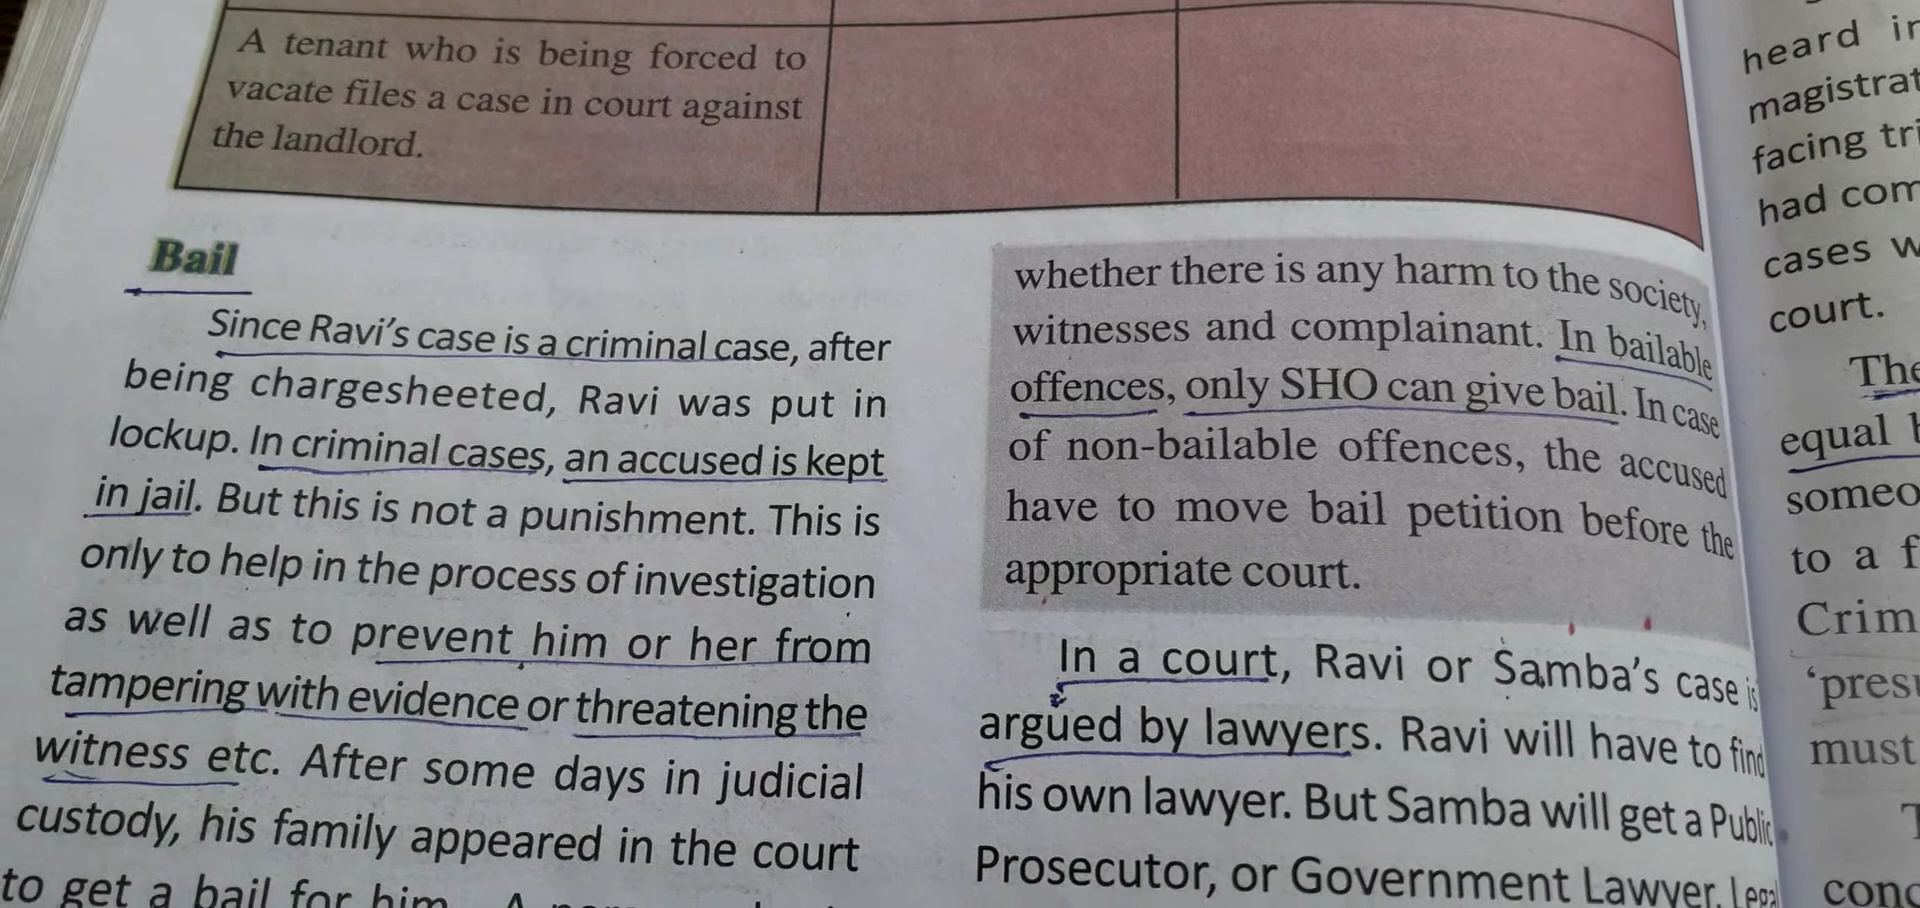 A tenant who is being forced to
vacate files a case in court against
the landlord.
Bail
Since Ravi's case is a criminal case, after
being chargesheeted, Ravi was put in
lockup. In criminal cases, an accused is kept
in jail. But this is not a punishment. This is
only to help in the process of investigation
as well as to prevent him or her from
tampering with evidence or threatening the
witness etc. After some days in judicial
custody, his family appeared in the court
to get a bail for him. A
whether there is any harm to the society,
witnesses and complainant. In bailable
offences, only SHO can give bail. In case
of non-bailable offences, the accused
have to move bail petition before the
appropriate court.
In a court, Ravi or Samba's case is
argued by lawyers. Ravi will have to find
his own lawyer. But Samba will get a Public
Prosecutor, or Government Lawyer. Legal
heard
facing
had
cases
court.
The
equal
to a
must